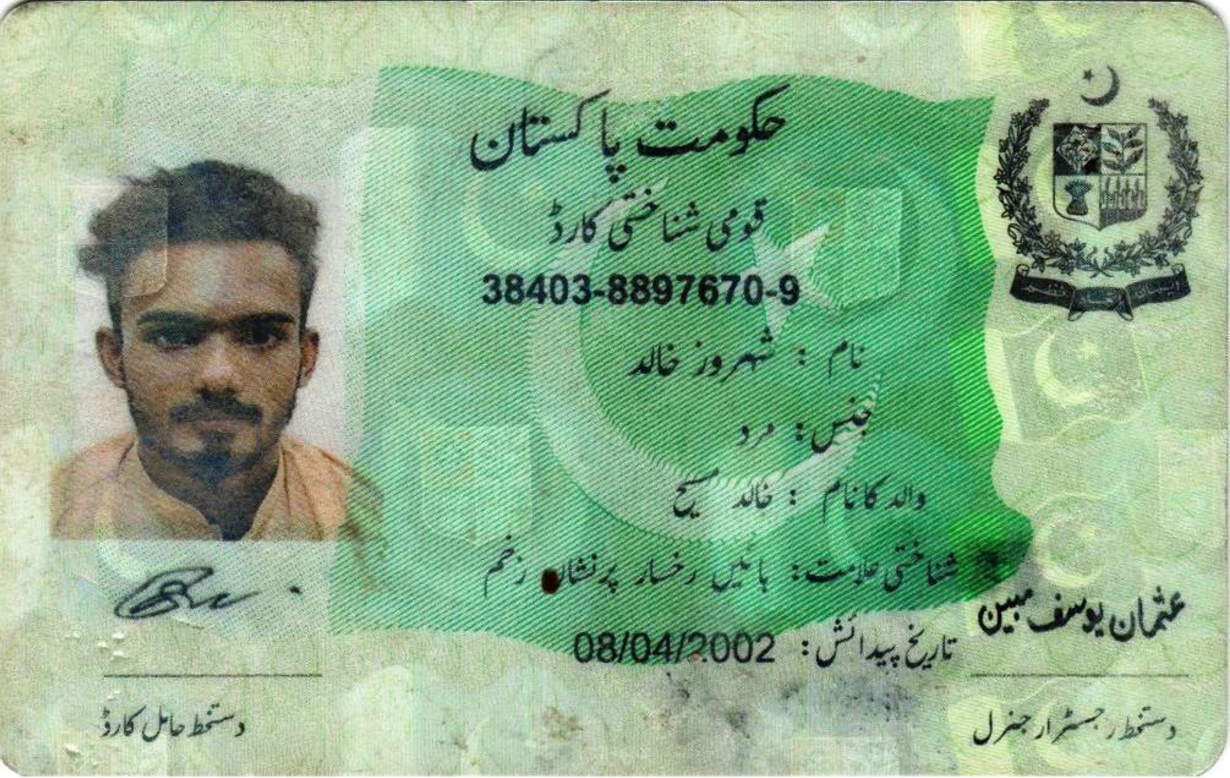 حکومت پاکستان
قومی شناختی کارڈ
38403-8897670-9
نام : شہروز خالد
جنس: مرد
والد کا نام : خالد مسیح
شناختی علامت: بائیں رخسار پر نشان زخم
تاریخ پیدائش: 08/04/2002
عثمان یوسف مبین
دستخط حامل کارڈ
دستخط رجسٹرار جنرل